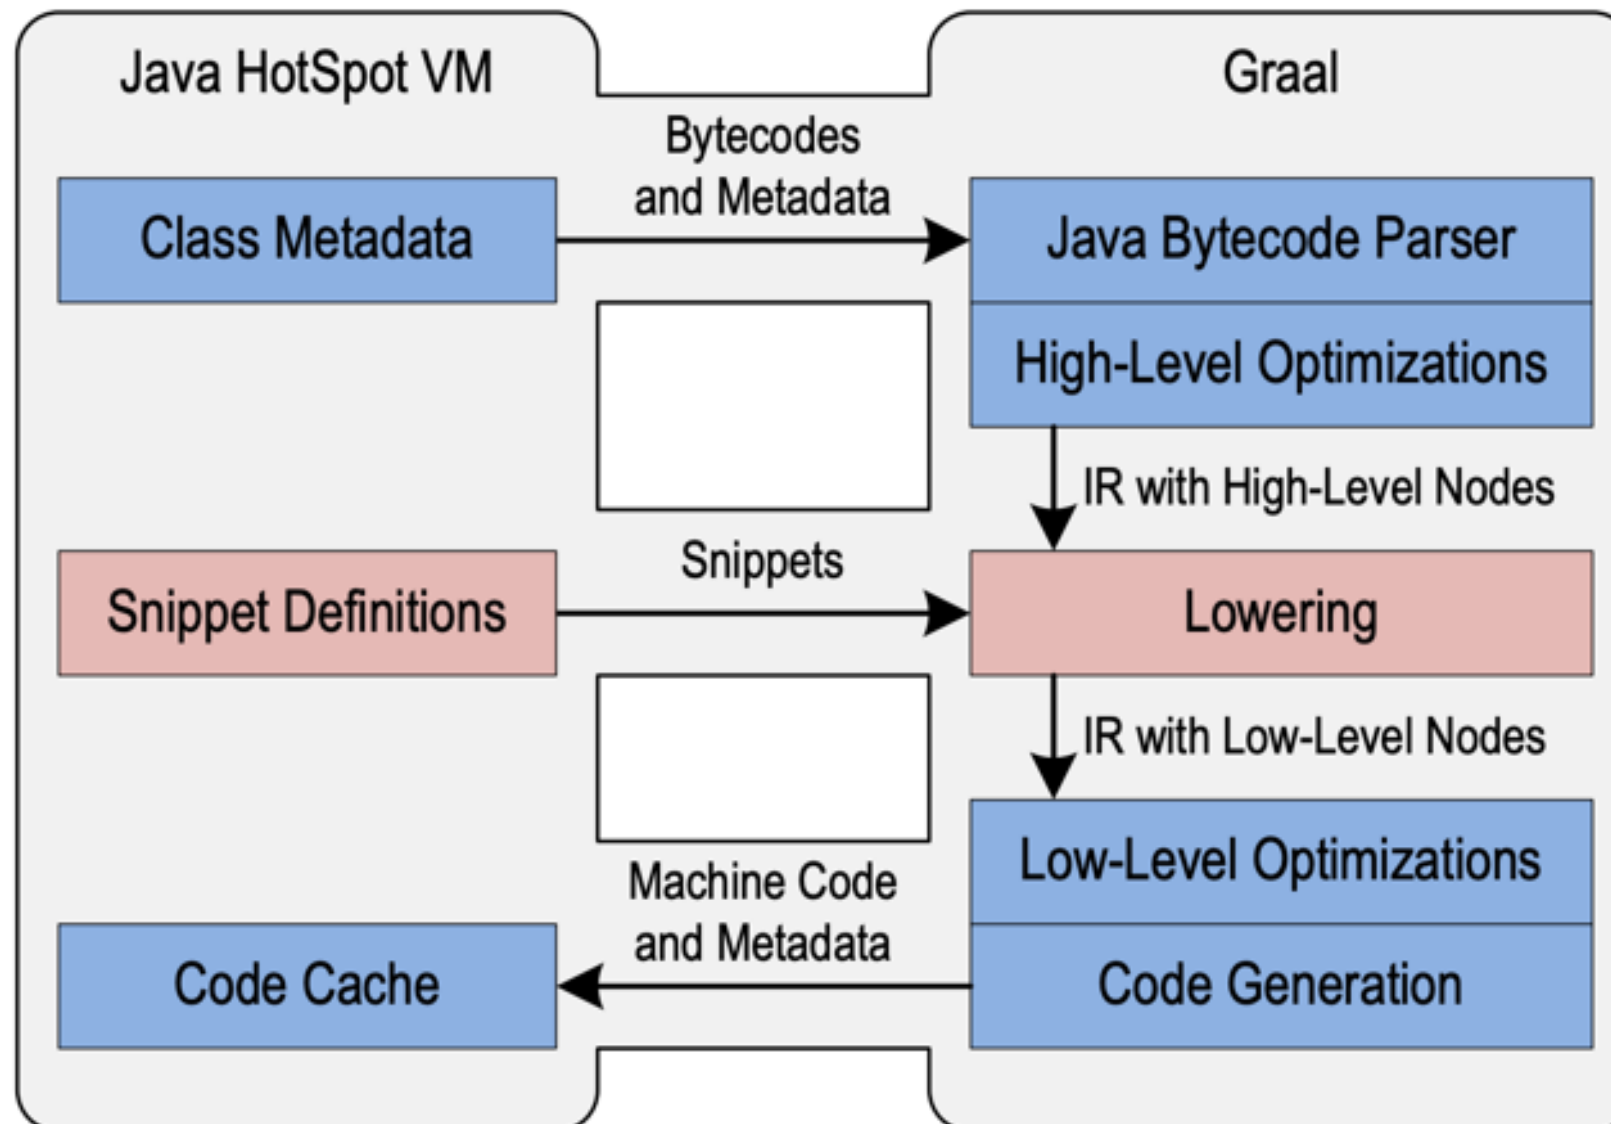 Java HotSpot VM
Graal
Bytecodes
and Metadata
Class Metadata
Java Bytecode Parser
High-Level Optimizations
IR with High-Level Nodes
Snippets
Snippet Definitions
Lowering
IR with Low-Level Nodes
Low-Level Optimizations
Machine Code
and Metadata
Code Cache
Code Generation